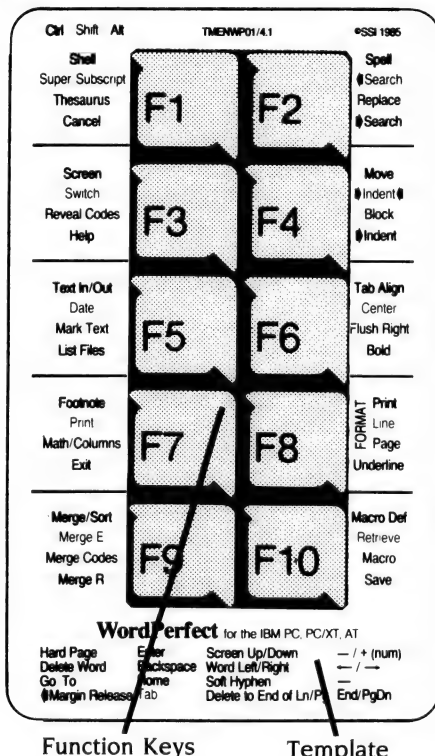 Ctrl Shift Alt TMENWP01/4.1 ©SSI 1985
Shell
Super Subscript
Thesaurus
Cancel
F1
F2
Spell
Search
Replace
Search
Screen
Switch
Reveal Codes
Help
F3
F4
Move
Indent
Block
Indent
Text In/Out
Date
Mark Text
List Files
F5
F6
Tab Align
Center
Flush Right
Bold
Footnote
Print
Math/Columns
Exit
F7
F8
FORMAT
Print
Line
Page
Underline
Merge/Sort
Merge E
Merge Codes
Merge R
F9
F10
Macro Def
Retrieve
Macro
Save
WordPerfect for the IBM PC, PC/XT, AT
Hard Page Enter Screen Up/Down — / + (num)
Delete Word Backspace Word Left/Right ← / →
Go To Home Soft Hyphen —
Margin Release Tab Delete to End of Ln/P End/PgDn
Function Keys Template